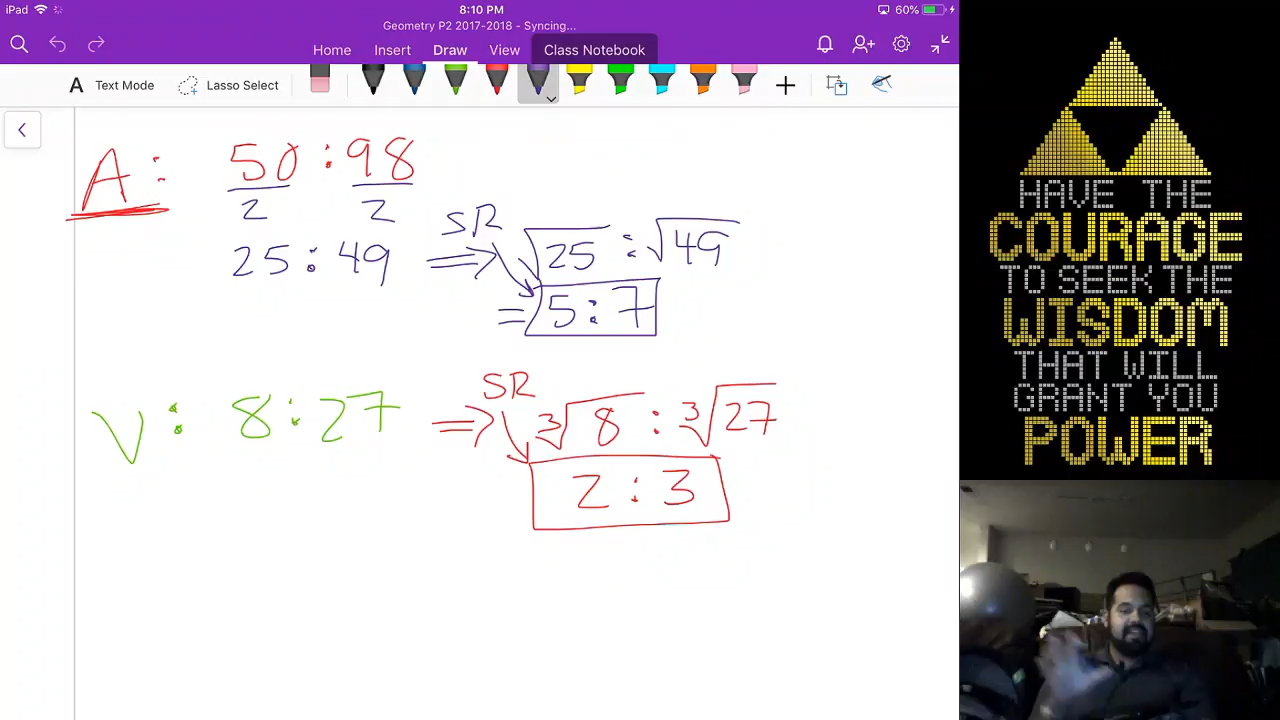 iPad 8:10 PM 60%
Geometry P2 2017-2018 - Syncing...
Home Insert Draw View Class Notebook
A Text Mode Lasso Select
A: 50:98
2 2
25:49 SR ⟹ √25 : √49
= 5:7
V: 8:27 SR ⟹ ∛8 : ∛27
2:3
HAVE THE
COURAGE
TO SEEK THE
WISDOM
THAT WILL
GRANT YOU
POWER